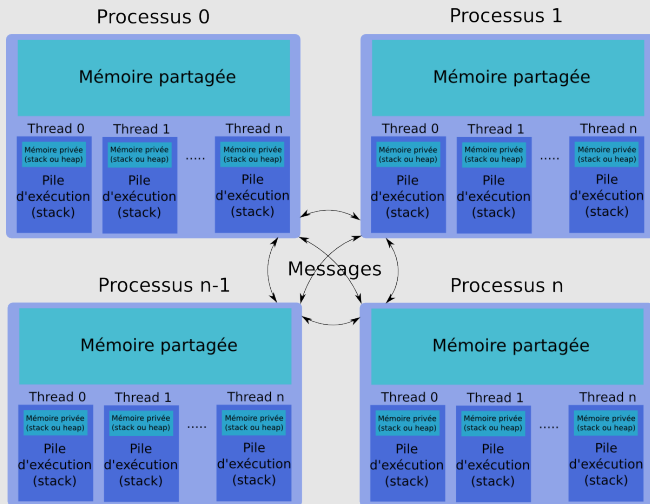 Processus 0
Mémoire partagée
Thread 0
Thread 1
Thread n
Mémoire privée
(stack ou heap)
Pile
d'exécution
(stack)
Mémoire privée
(stack ou heap)
Pile
d'exécution
(stack)
.....
Mémoire privée
(stack ou heap)
Pile
d'exécution
(stack)
Processus 1
Mémoire partagée
Thread 0
Thread 1
Thread n
Mémoire privée
(stack ou heap)
Pile
d'exécution
(stack)
Mémoire privée
(stack ou heap)
Pile
d'exécution
(stack)
.....
Mémoire privée
(stack ou heap)
Pile
d'exécution
(stack)
Messages
Processus n-1
Mémoire partagée
Thread 0
Thread 1
Thread n
Mémoire privée
(stack ou heap)
Pile
d'exécution
(stack)
Mémoire privée
(stack ou heap)
Pile
d'exécution
(stack)
.....
Mémoire privée
(stack ou heap)
Pile
d'exécution
(stack)
Processus n
Mémoire partagée
Thread 0
Thread 1
Thread n
Mémoire privée
(stack ou heap)
Pile
d'exécution
(stack)
Mémoire privée
(stack ou heap)
Pile
d'exécution
(stack)
.....
Mémoire privée
(stack ou heap)
Pile
d'exécution
(stack)